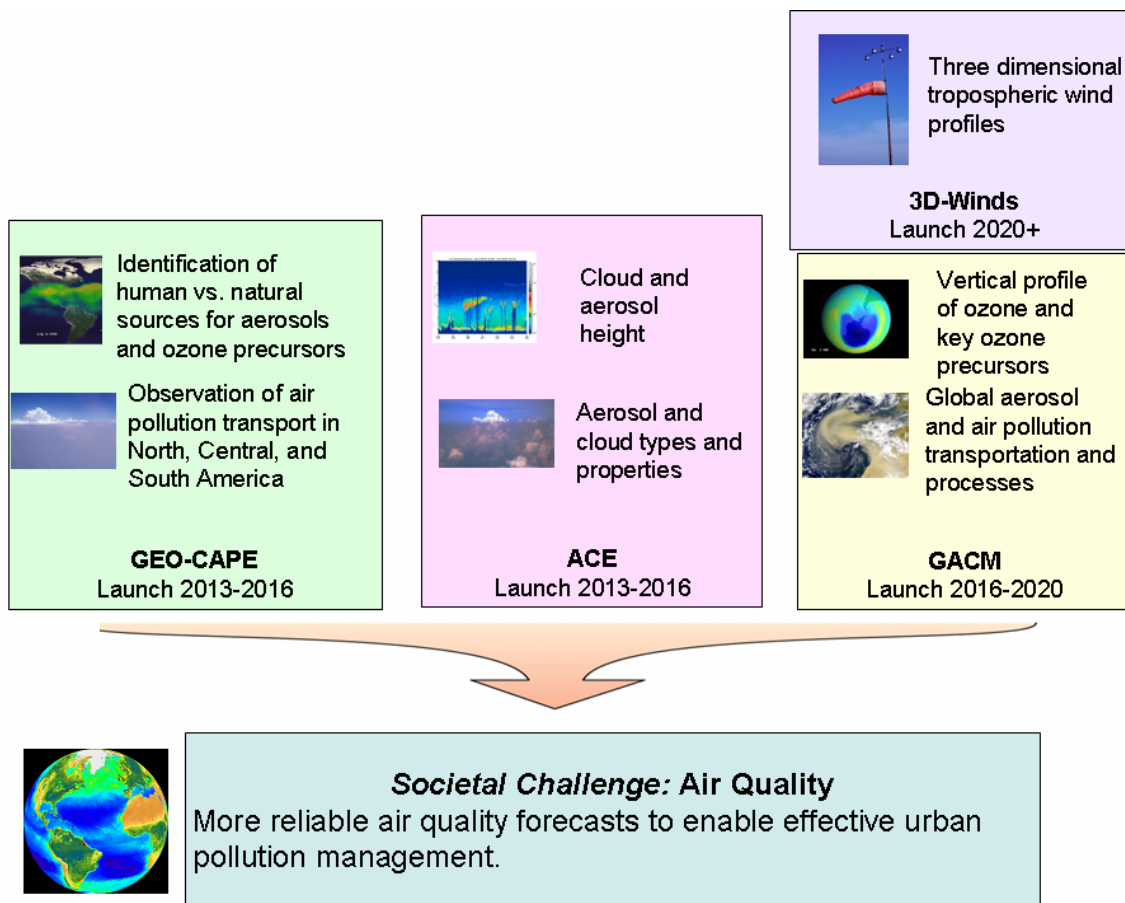 Three dimensional
tropospheric wind
profiles
3D-Winds
Launch 2020+
Identification of
human vs. natural
sources for aerosols
and ozone precursors
Observation of air
pollution transport in
North, Central, and
South America
GEO-CAPE
Launch 2013-2016
Cloud and
aerosol
height
Aerosol and
cloud types and
properties
ACE
Launch 2013-2016
Vertical profile
of ozone and
key ozone
precursors
Global aerosol
and air pollution
transportation and
processes
GACM
Launch 2016-2020
Societal Challenge: Air Quality
More reliable air quality forecasts to enable effective urban
pollution management.